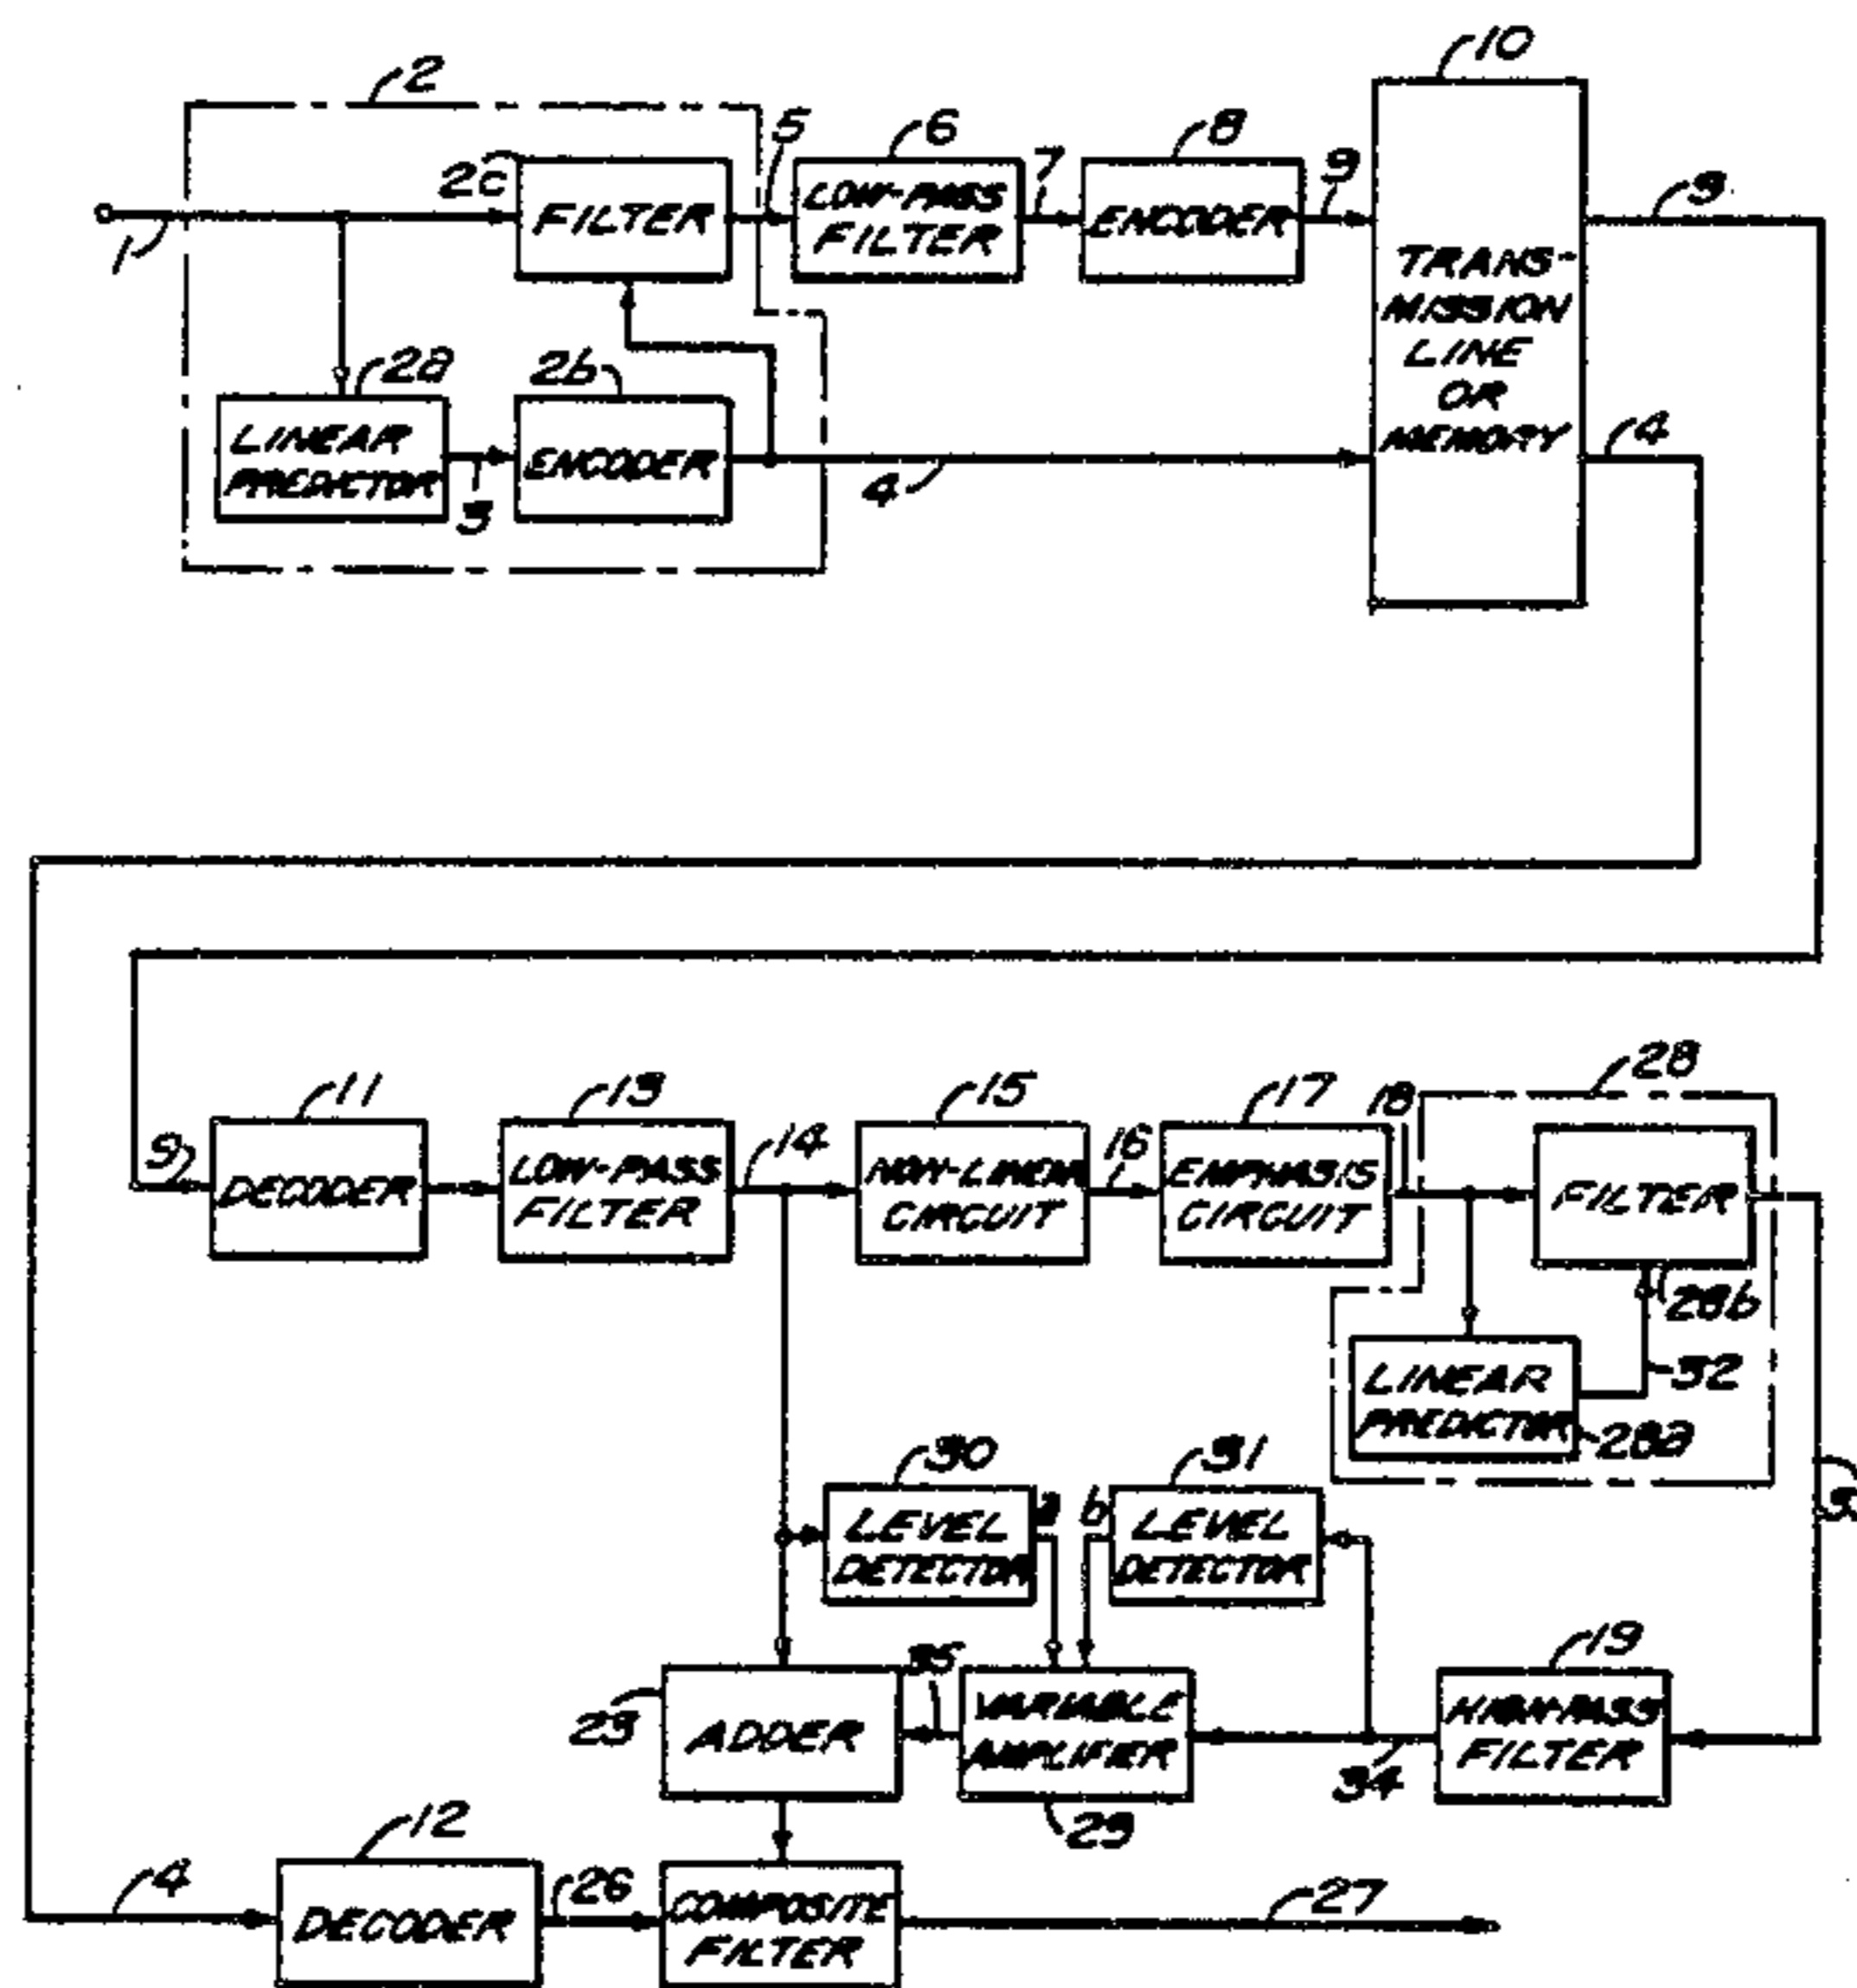 10
2
5
6
8
2c
7
9
9
FILTER
LOW-PASS
FILTER
ENCODER
1
TRANS-
MISSION
LINE
OR
MEMORY
2a
2b
4
LINEAR
PREDICTOR
3
ENCODER
4
28
11
13
15
17
18
9
14
16
DECODER
LOW-PASS
FILTER
NON-LINEAR
CIRCUIT
EMPHASIS
CIRCUIT
FILTER
28b
32
LINEAR
PREDICTOR
28a
30
31
a
b
LEVEL
DETECTOR
LEVEL
DETECTOR
19
35
23
ADDER
VARIABLE
AMPLIFIER
HIGH-PASS
FILTER
34
29
12
4
26
27
DECODER
COMPOSITE
FILTER